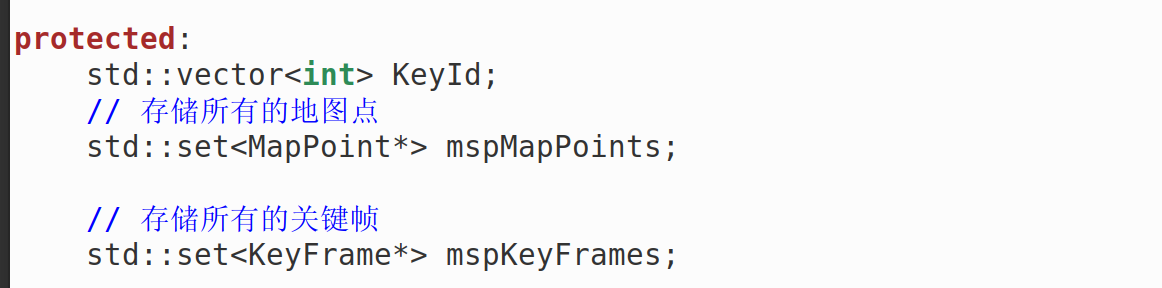 protected:
    std::vector<int> KeyId;
    // 存储所有的地图点
    std::set<MapPoint*> mspMapPoints;
    // 存储所有的关键帧
    std::set<KeyFrame*> mspKeyFrames;